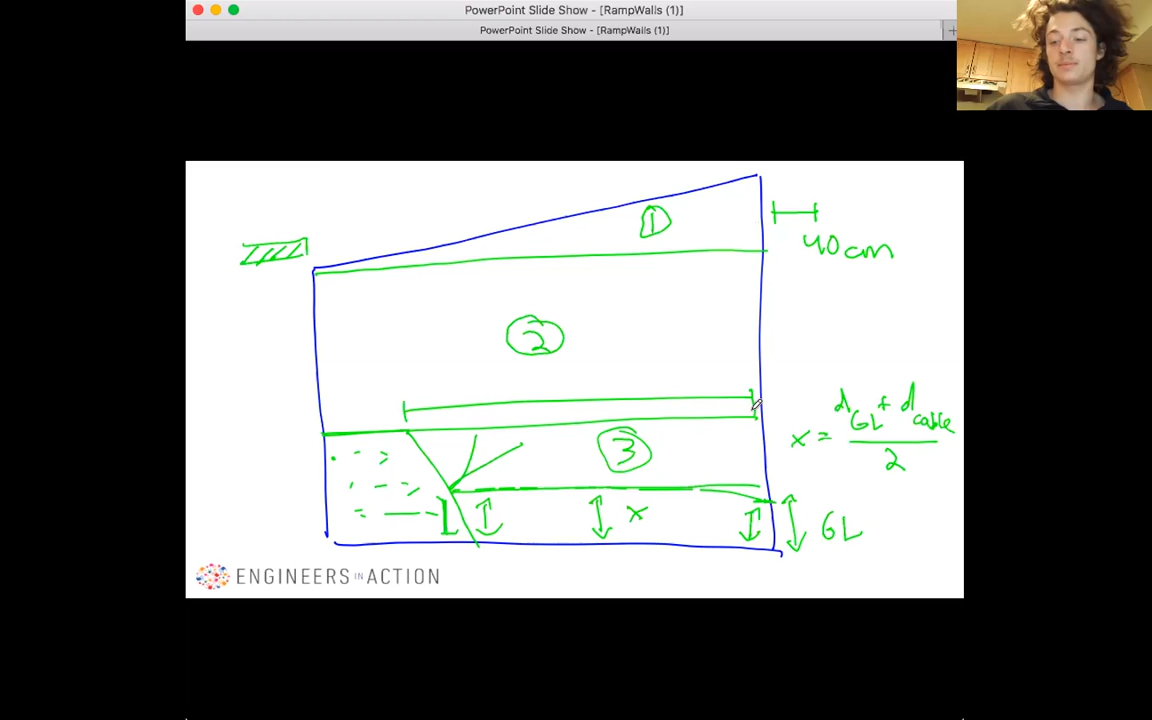 PowerPoint Slide Show - [RampWalls (1)]
PowerPoint Slide Show - [RampWalls (1)]
1
40cm
2
x = dGL + dcable
2
3
x
GL
ENGINEERS IN ACTION